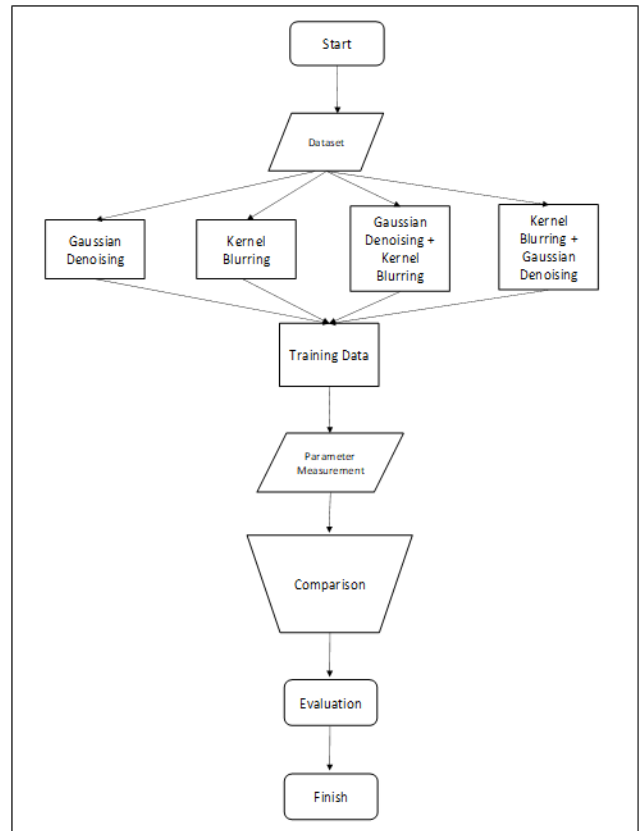 Start
Dataset
Gaussian
Denoising
Kernel
Blurring
Gaussian
Denoising +
Kernel
Blurring
Kernel
Blurring +
Gaussian
Denoising
Training Data
Parameter
Measurement
Comparison
Evaluation
Finish